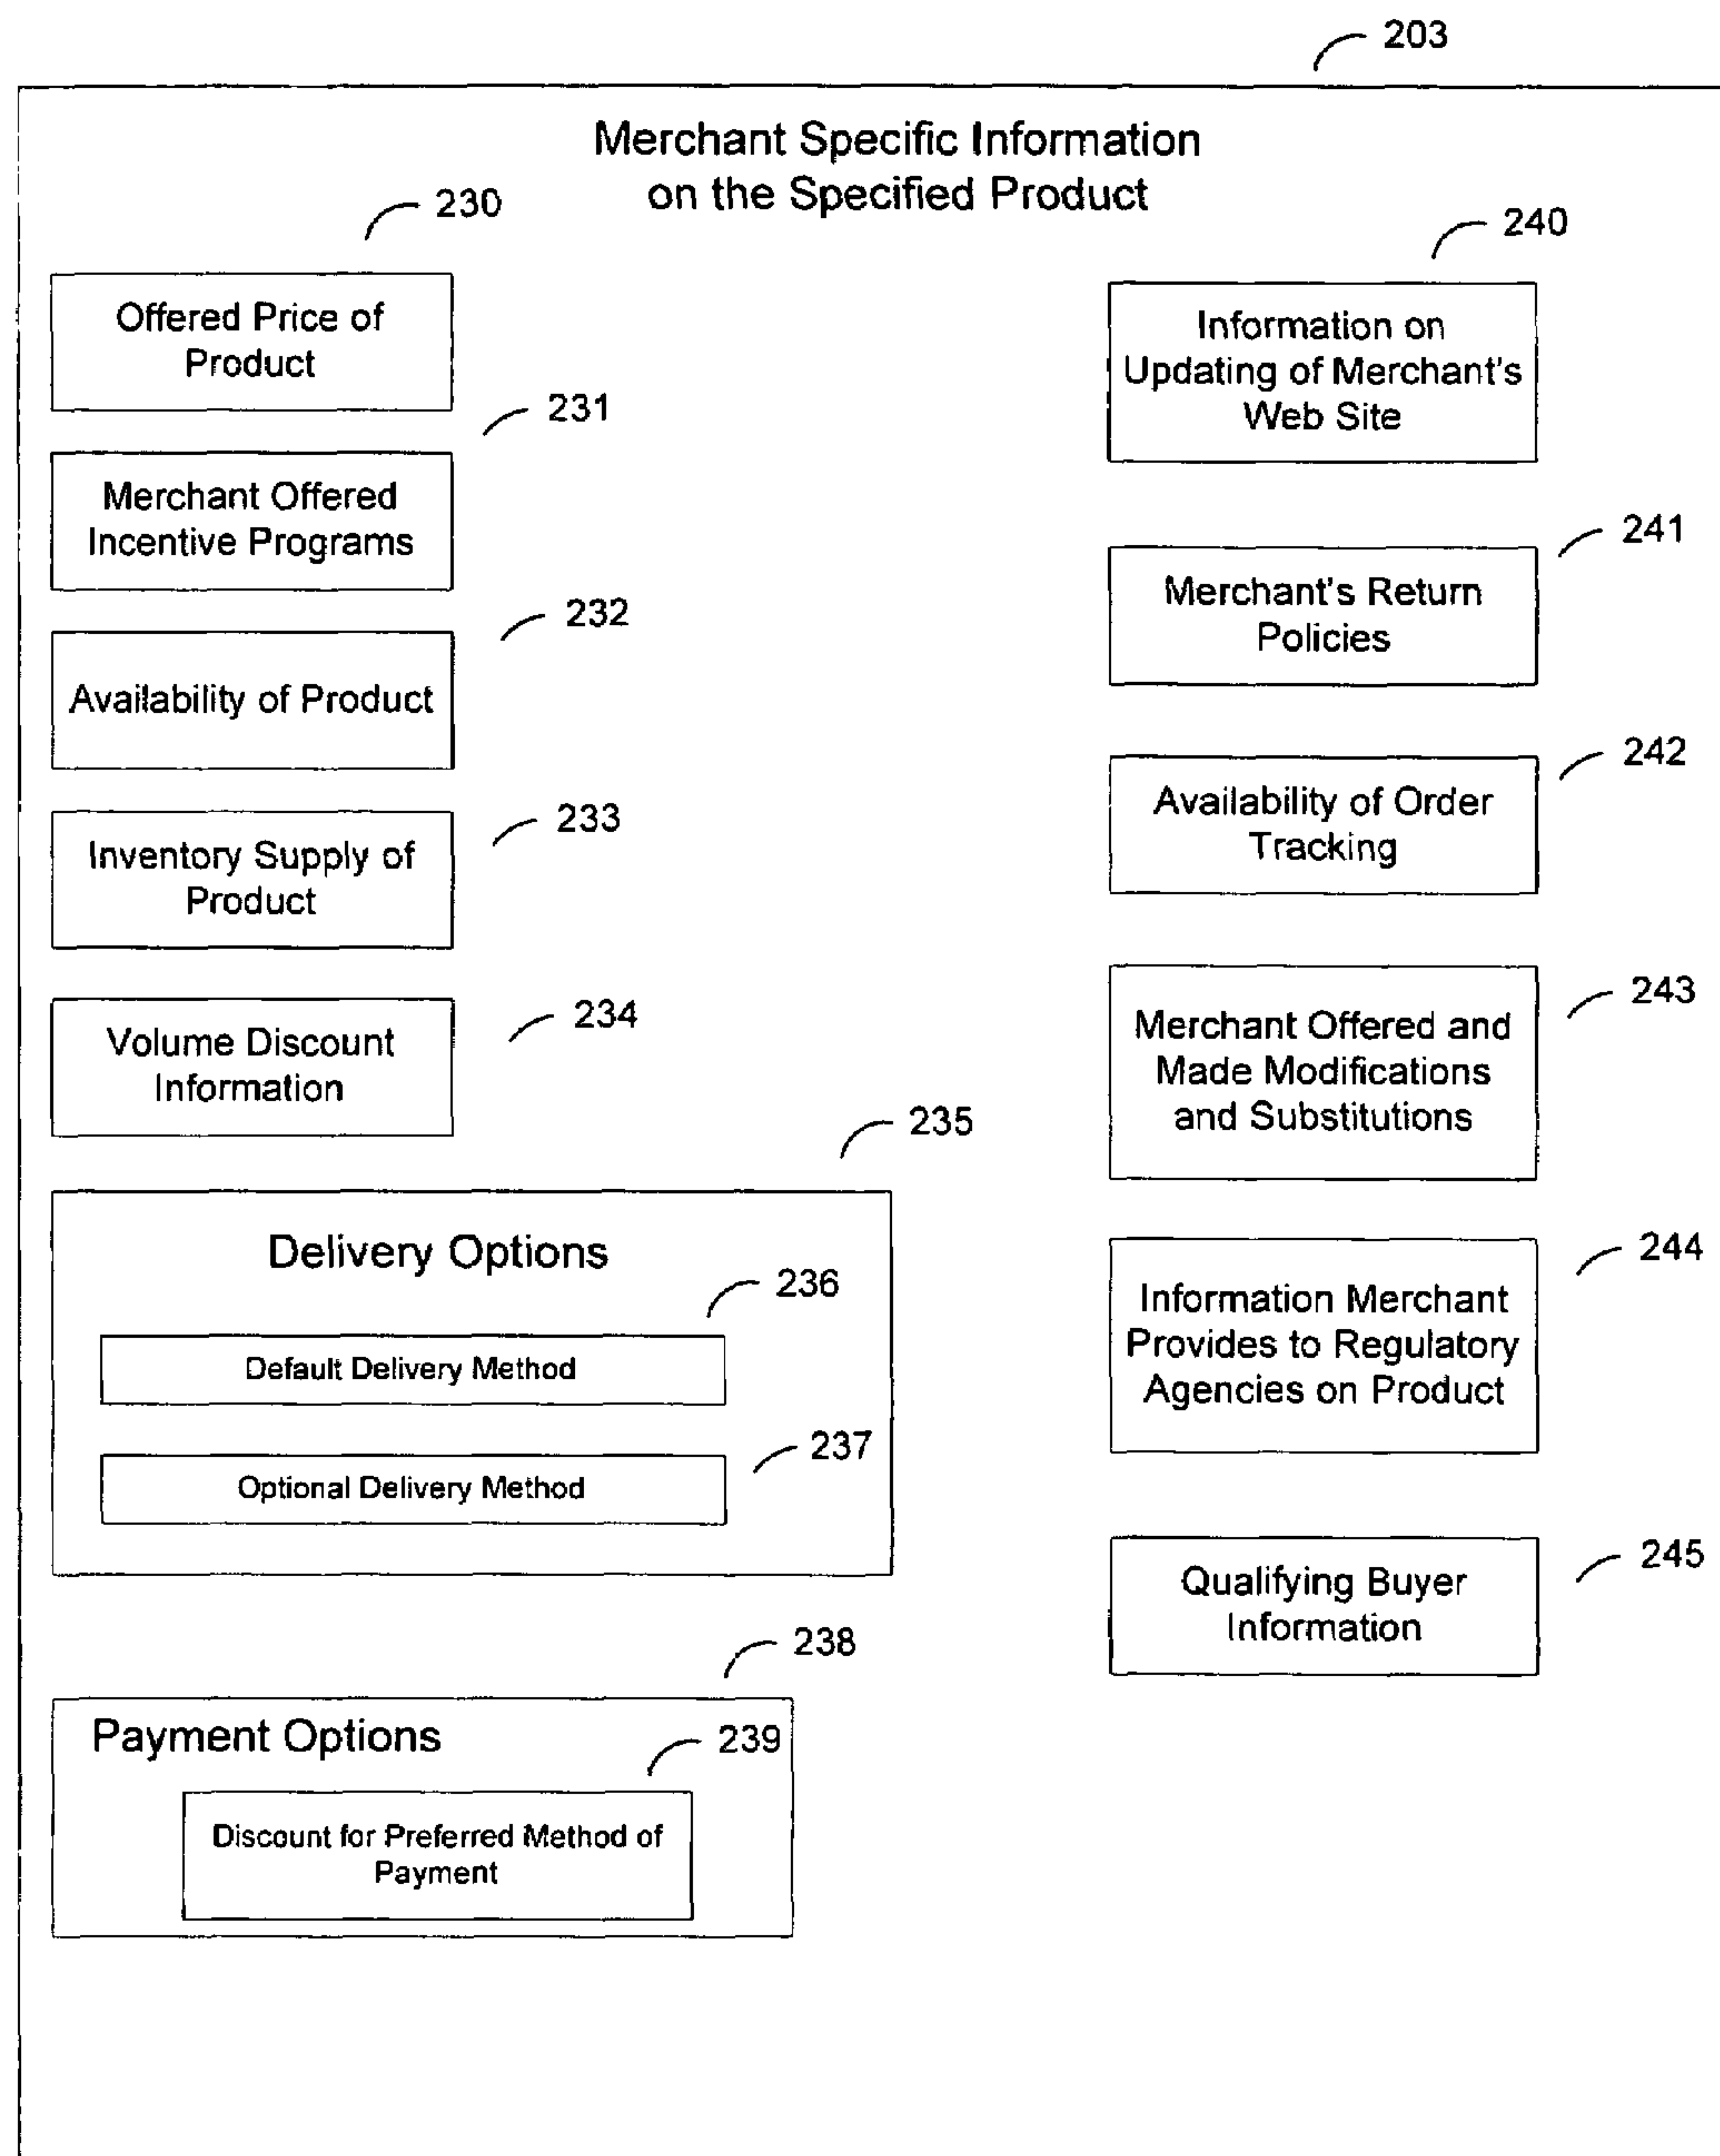 203
Merchant Specific Information
on the Specified Product
230
Offered Price of
Product
231
Merchant Offered
Incentive Programs
232
Availability of Product
233
Inventory Supply of
Product
234
Volume Discount
Information
235
Delivery Options
236
Default Delivery Method
237
Optional Delivery Method
238
Payment Options
239
Discount for Preferred Method of
Payment
240
Information on
Updating of Merchant's
Web Site
241
Merchant's Return
Policies
242
Availability of Order
Tracking
243
Merchant Offered and
Made Modifications
and Substitutions
244
Information Merchant
Provides to Regulatory
Agencies on Product
245
Qualifying Buyer
Information